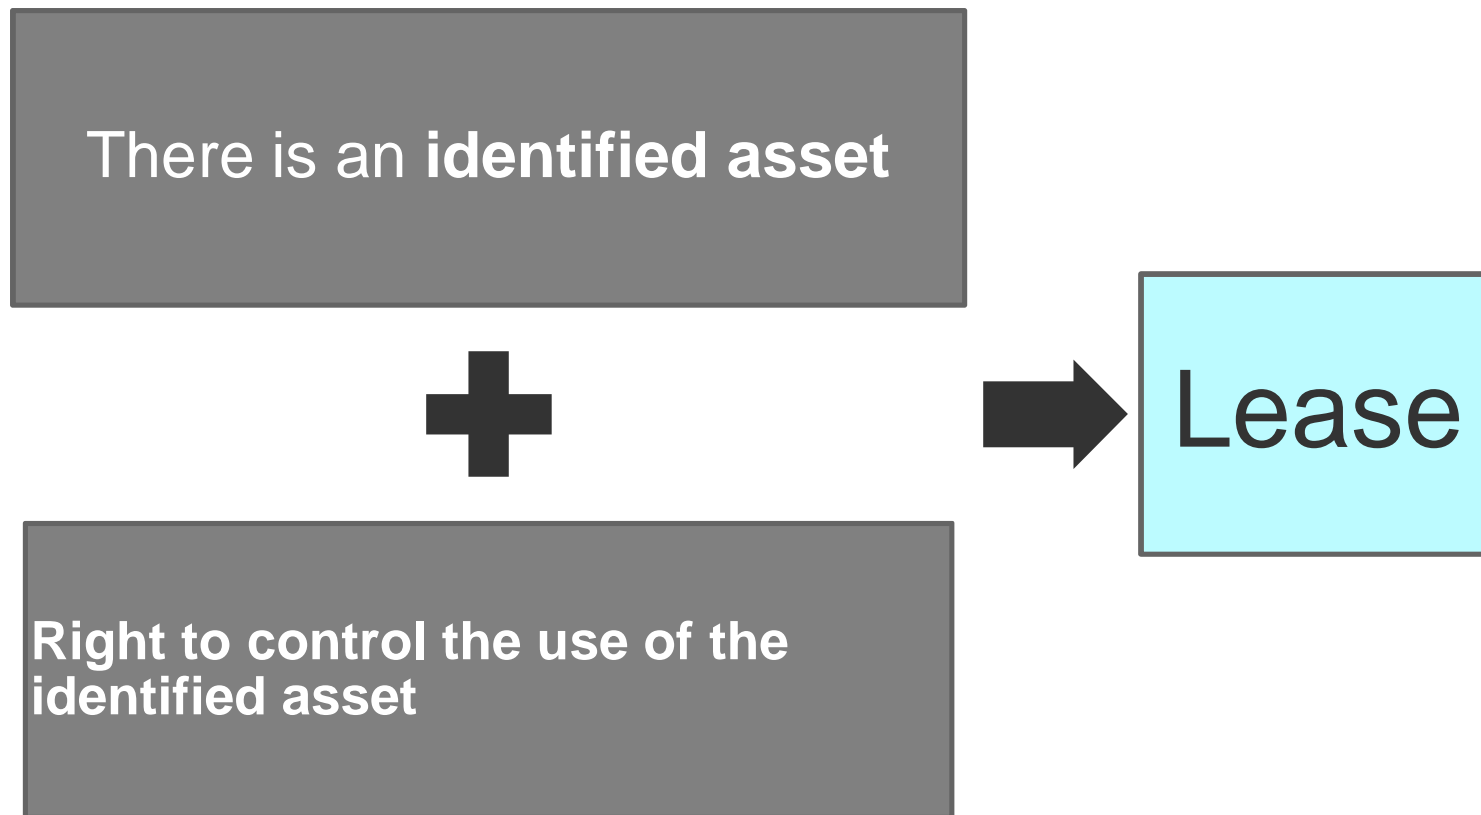 There is an identified asset
Lease
Right to control the use of the
identified asset